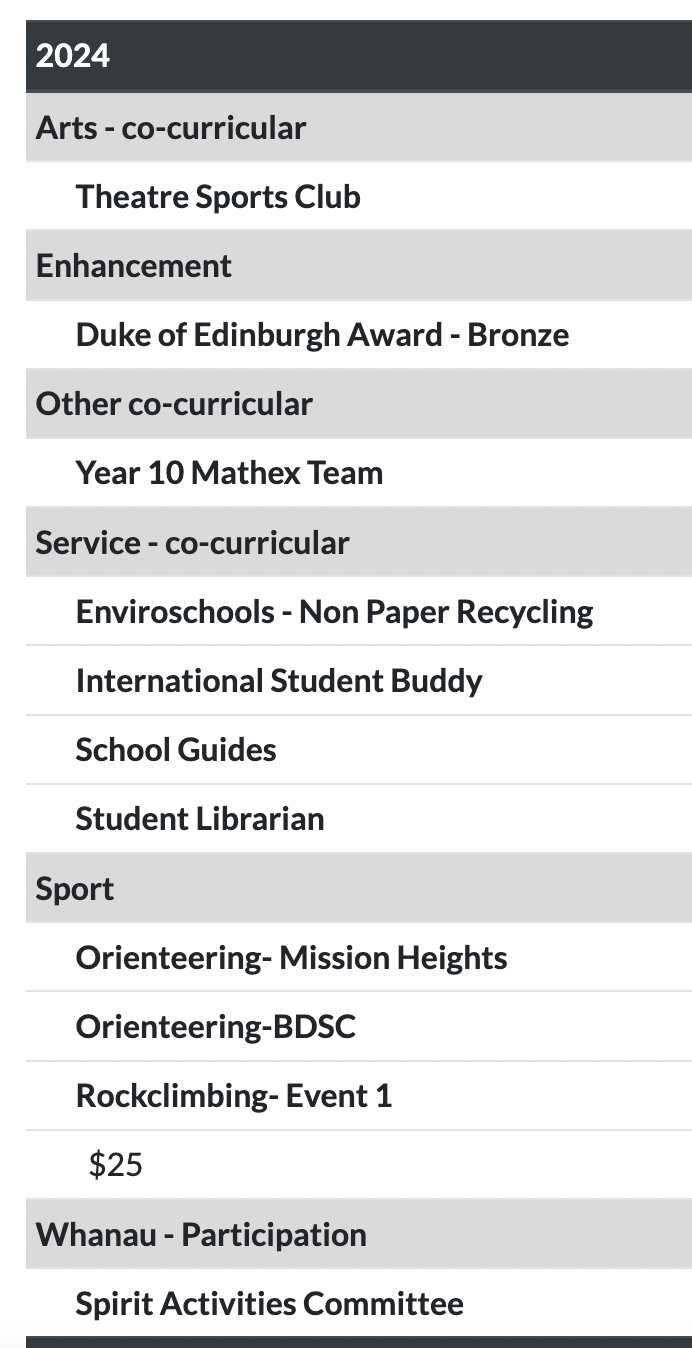 2024
Arts - co-curricular
Theatre Sports Club
Enhancement
Duke of Edinburgh Award - Bronze
Other co-curricular
Year 10 Mathex Team
Service - co-curricular
Enviroschools - Non Paper Recycling
International Student Buddy
School Guides
Student Librarian
Sport
Orienteering- Mission Heights
Orienteering-BDSC
Rockclimbing- Event 1
$25
Whanau - Participation
Spirit Activities Committee